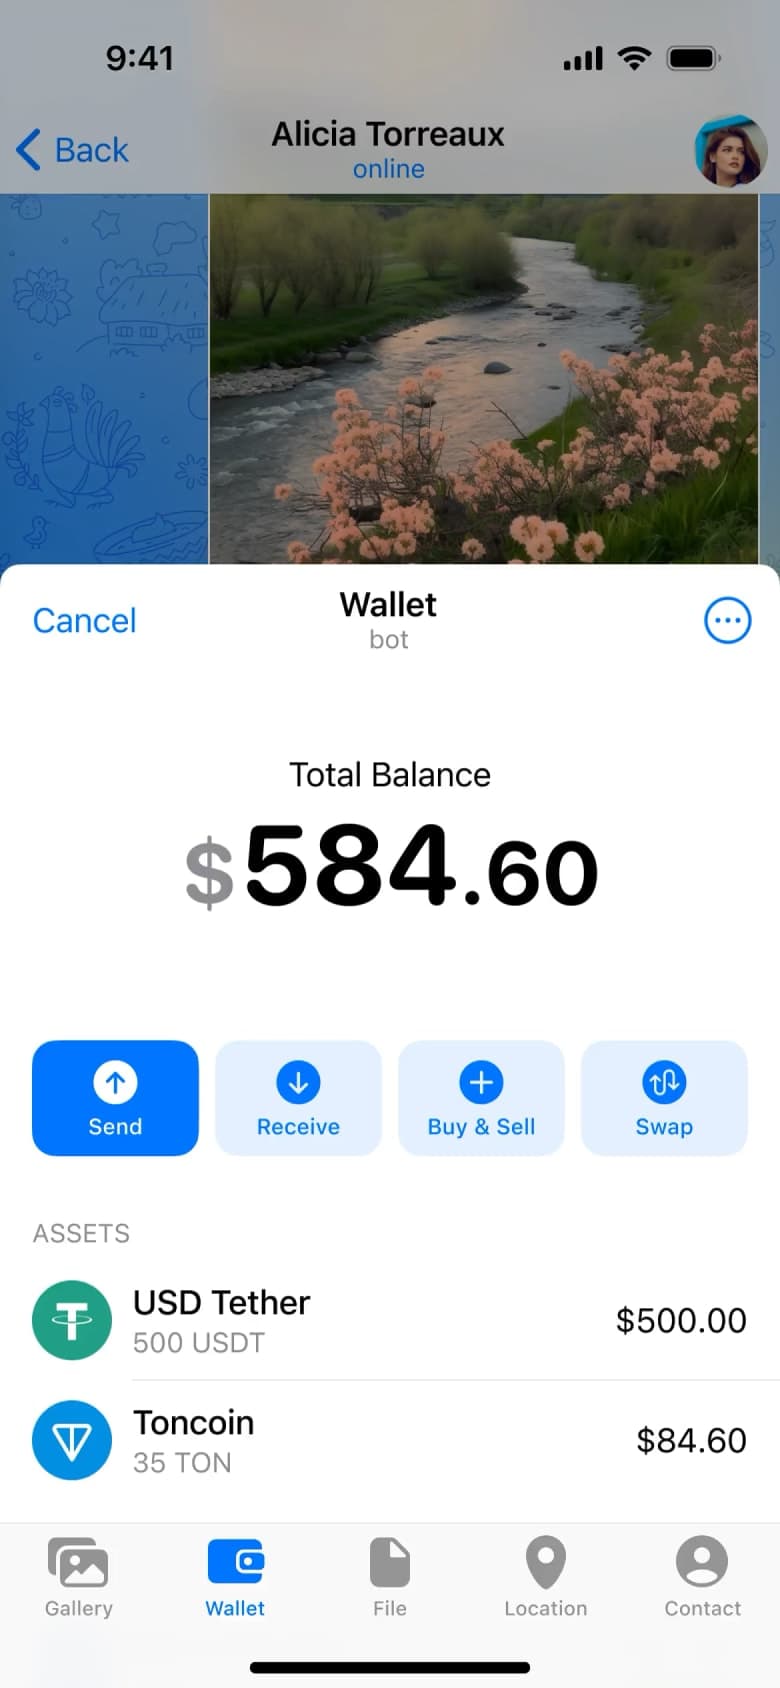 9:41
Back
Alicia Torreaux
online
Cancel
Wallet
bot
Total Balance
$584.60
Send
Receive
Buy & Sell
Swap
ASSETS
USD Tether
$500.00
500 USDT
Toncoin
$84.60
35 TON
Gallery
Wallet
File
Location
Contact